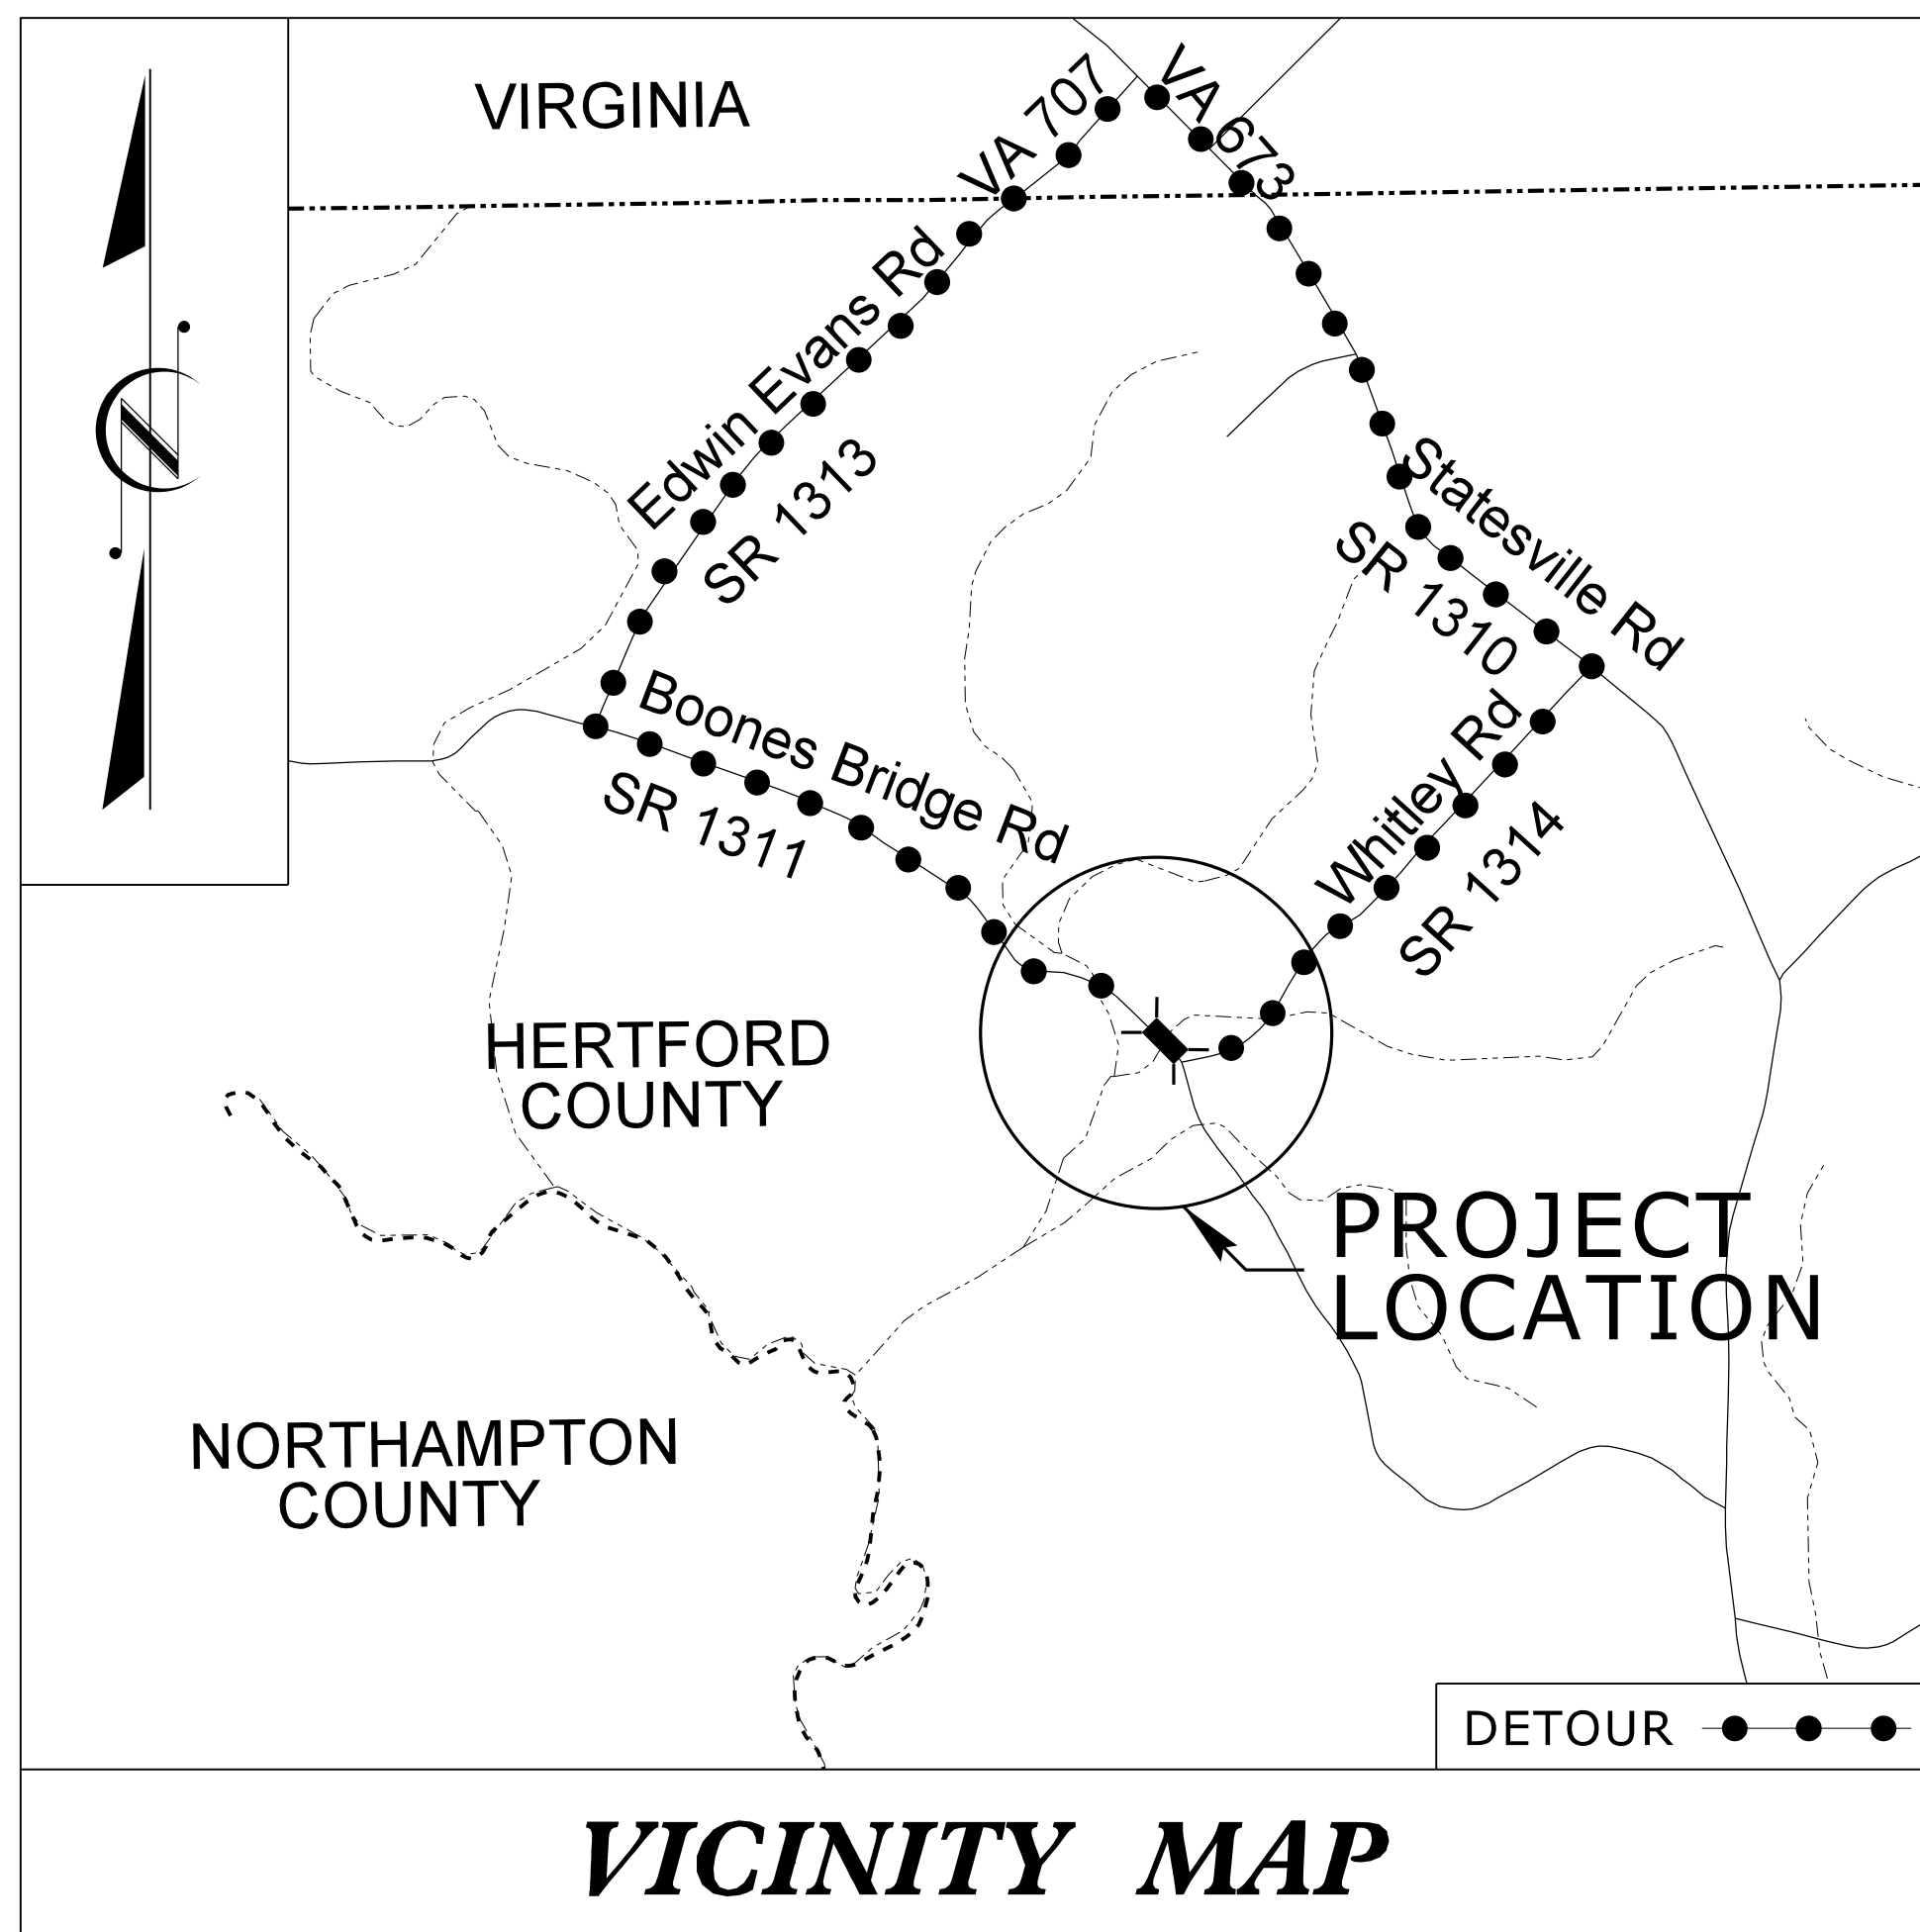 VIRGINIA
VA 707
VA 673
Edwin Evans Rd
SR 1313
Statesville Rd
SR 1310
Boones Bridge Rd
SR 1311
Whitley Rd
SR 1314
N
HERTFORD
COUNTY
PROJECT
LOCATION
NORTHAMPTON
COUNTY
DETOUR
VICINITY MAP